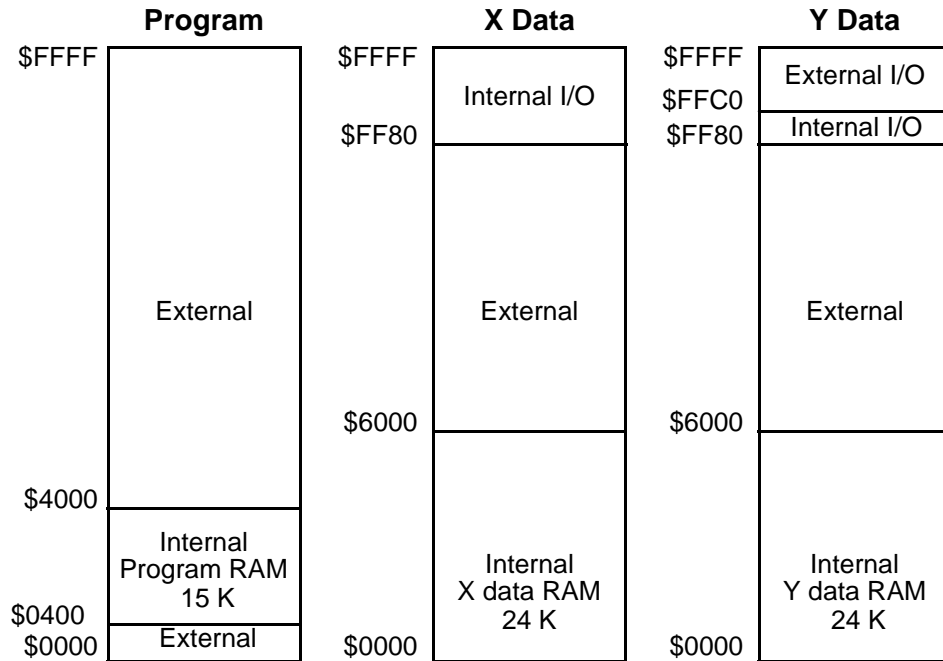 Program
$FFFF
External
$4000
Internal
Program RAM
15 K
$0400
External
$0000
X Data
$FFFF
Internal I/O
$FF80
External
$6000
Internal
X data RAM
24 K
$0000
Y Data
$FFFF
External I/O
$FFC0
Internal I/O
$FF80
External
$6000
Internal
Y data RAM
24 K
$0000